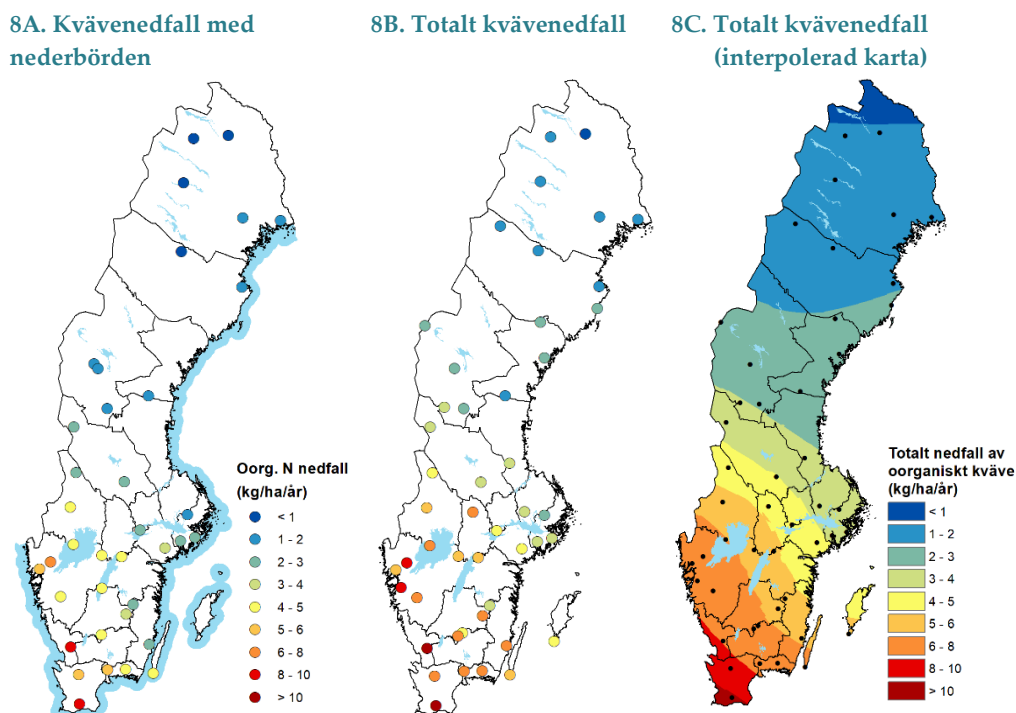 8A. Kvävenedfall med
nederbörden
8B. Totalt kvävenedfall
8C. Totalt kvävenedfall
(interpolerad karta)
Oorg. N nedfall
(kg/ha/år)
< 1
1 - 2
2 - 3
3 - 4
4 - 5
5 - 6
6 - 8
8 - 10
> 10
Totalt nedfall av
oorganiskt kväve
(kg/ha/år)
< 1
1 - 2
2 - 3
3 - 4
4 - 5
5 - 6
6 - 8
8 - 10
> 10